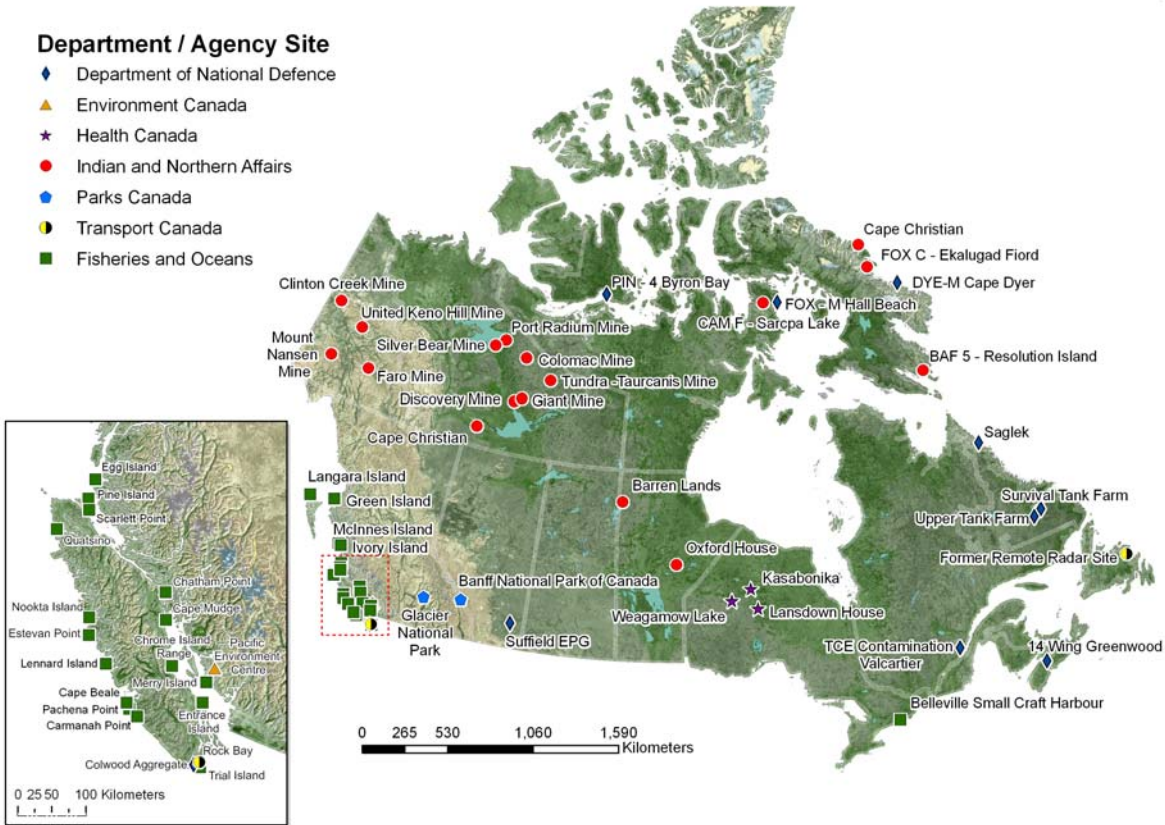 Department / Agency Site
Department of National Defence
Environment Canada
Health Canada
Indian and Northern Affairs
Parks Canada
Transport Canada
Fisheries and Oceans
Cape Christian
FOX C - Ekalugad Fiord
DYE-M Cape Dyer
Clinton Creek Mine
PIN - 4 Byron Bay
FOX - M Hall Beach
United Keno Hill Mine
CAM F - Sarcpa Lake
Port Radium Mine
Mount
Nansen
Mine
Silver Bear Mine
Colomac Mine
BAF 5 - Resolution Island
Faro Mine
Tundra -Taurcanis Mine
Discovery Mine
Giant Mine
Cape Christian
Saglek
Langara Island
Green Island
Barren Lands
Survival Tank Farm
Upper Tank Farm
McInnes Island
Ivory Island
Oxford House
Former Remote Radar Site
Banff National Park of Canada
Kasabonika
Glacier
National
Park
Weagamow Lake
Lansdown House
Suffield EPG
TCE Contamination
Valcartier
14 Wing Greenwood
Belleville Small Craft Harbour
0 265 530 1,060 1,590
Kilometers
Egg Island
Pine Island
Scarlett Point
Quatsino
Chatham Point
Nookta Island
Cape Mudge
Estevan Point
Chrome Island
Range
Pacific
Environment
Centre
Lennard Island
Merry Island
Cape Beale
Pachena Point
Carmanah Point
Entrance
Island
Rock Bay
Colwood Aggregate
Trial Island
0 25 50 100 Kilometers